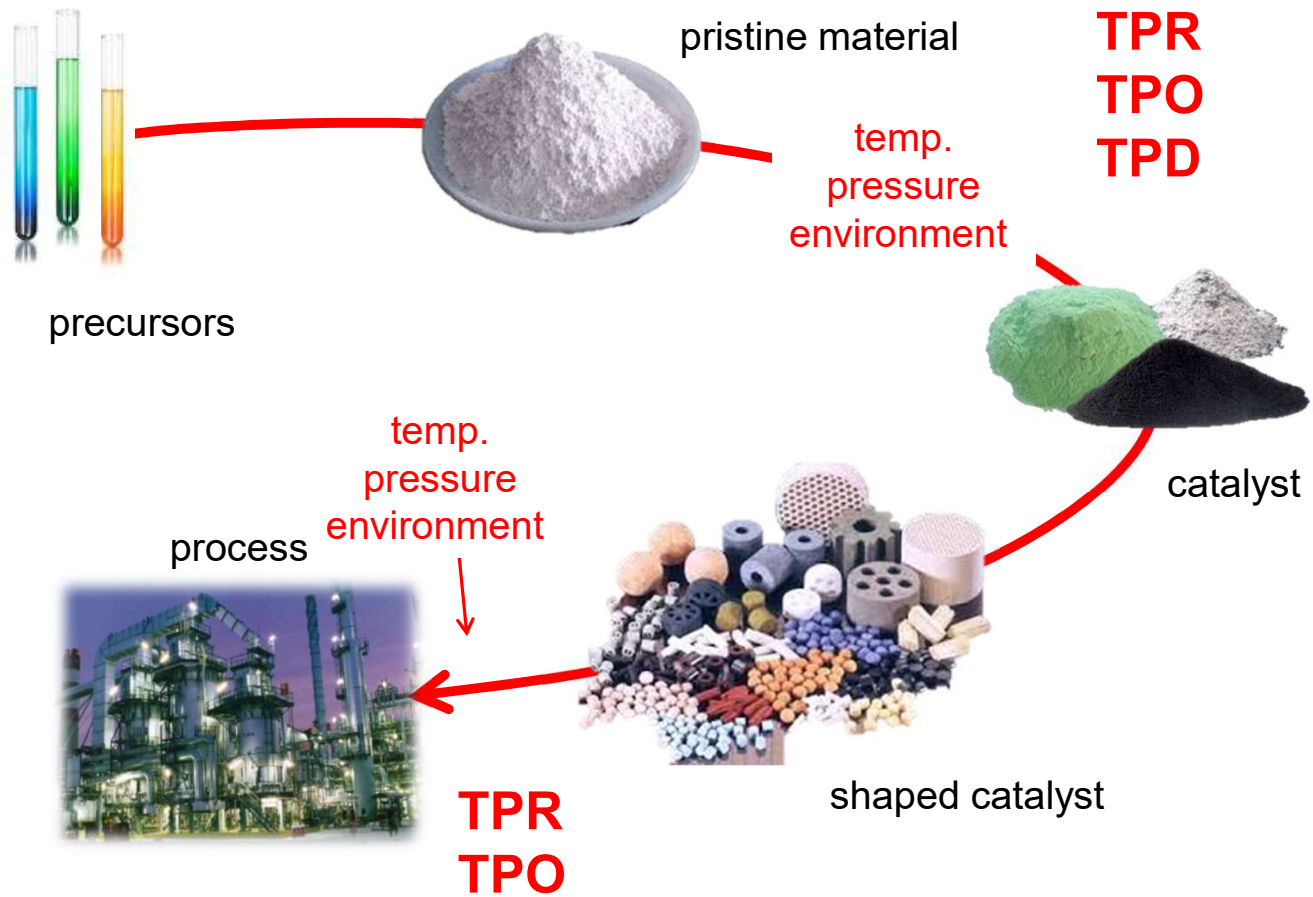 pristine material
TPR
TPO
TPD
temp.
pressure
environment
precursors
catalyst
temp.
pressure
environment
process
shaped catalyst
TPR
TPO